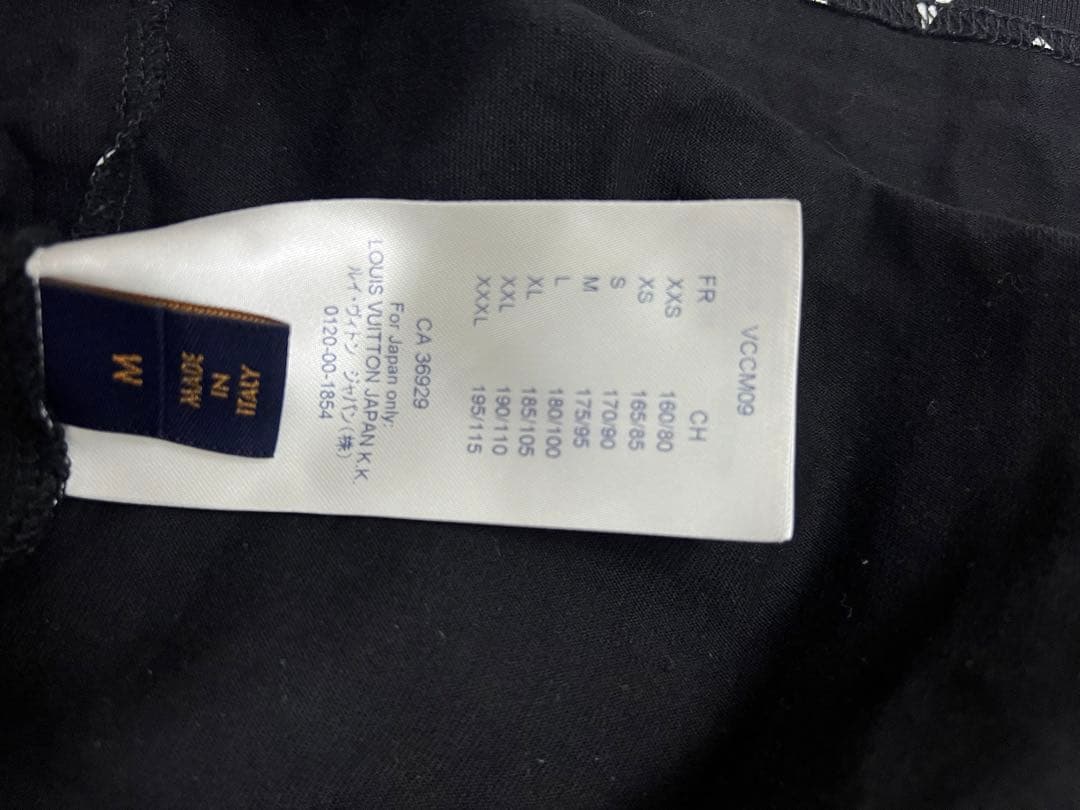 VCCM09
FR CH
XXS 160/80
XS 165/85
S 170/90
M 175/95
L 180/100
XL 185/105
XXL 190/110
XXXL 195/115
CA 36929
For Japan only:
LOUIS VUITTON JAPAN K.K.
ルイ・ヴィトン ジャパン(株)
0120-00-1854
M
MADE
IN
ITALY